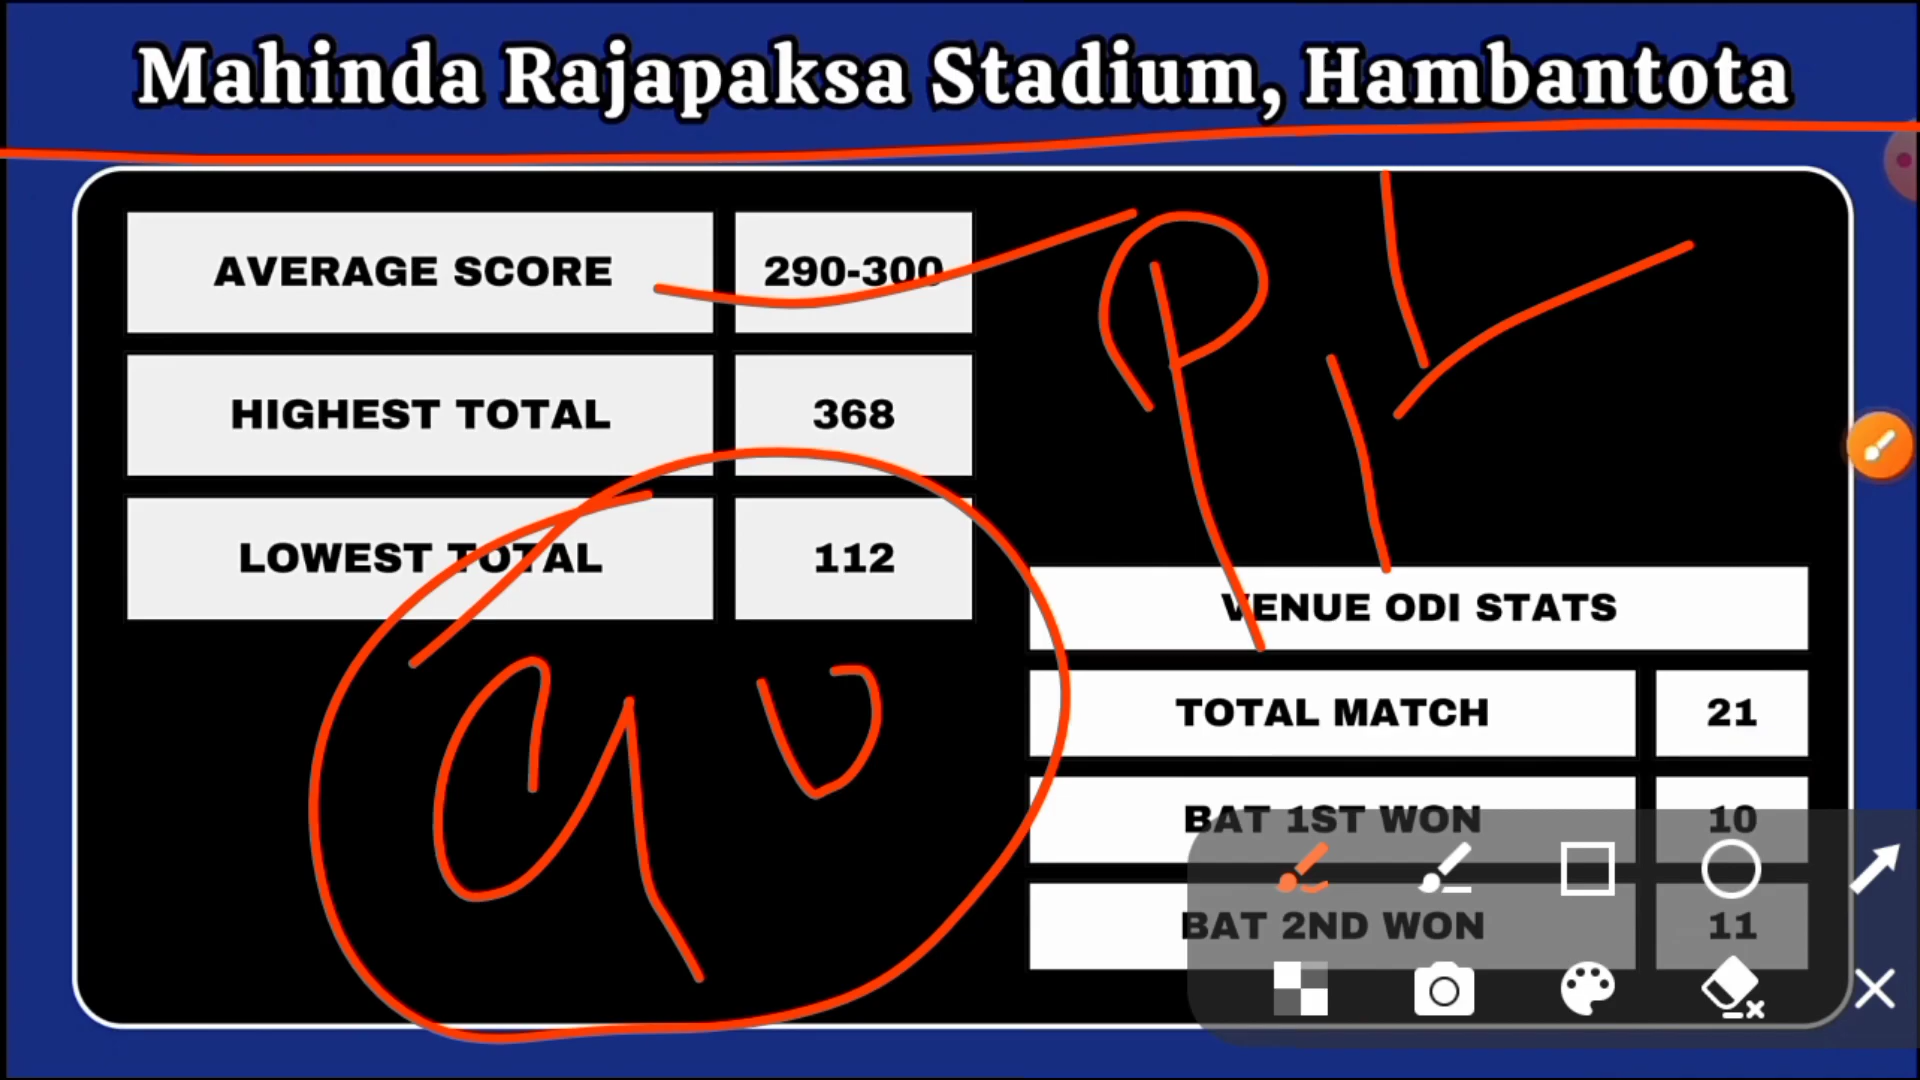 Mahinda Rajapaksa Stadium, Hambantota
AVERAGE SCORE 290-300
HIGHEST TOTAL 368
LOWEST TOTAL 112
VENUE ODI STATS
TOTAL MATCH 21
BAT 1ST WON 10
BAT 2ND WON 11